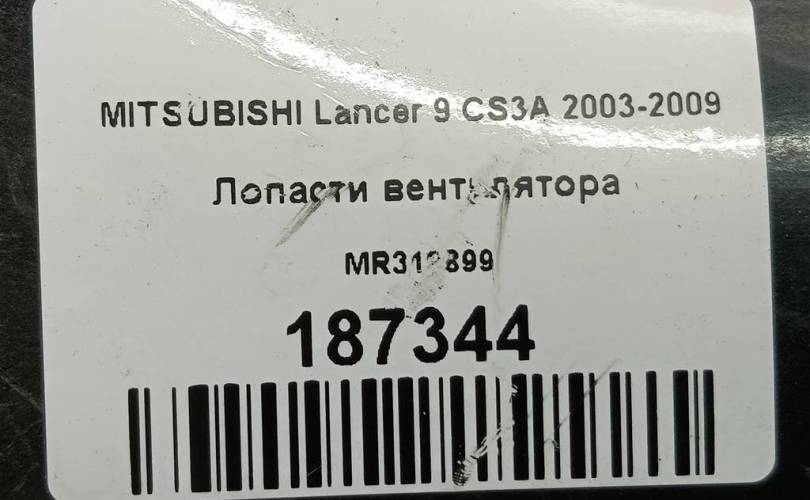 MITSUBISHI Lancer 9 CS3A 2003-2009
Лопасти вентилятора
187344